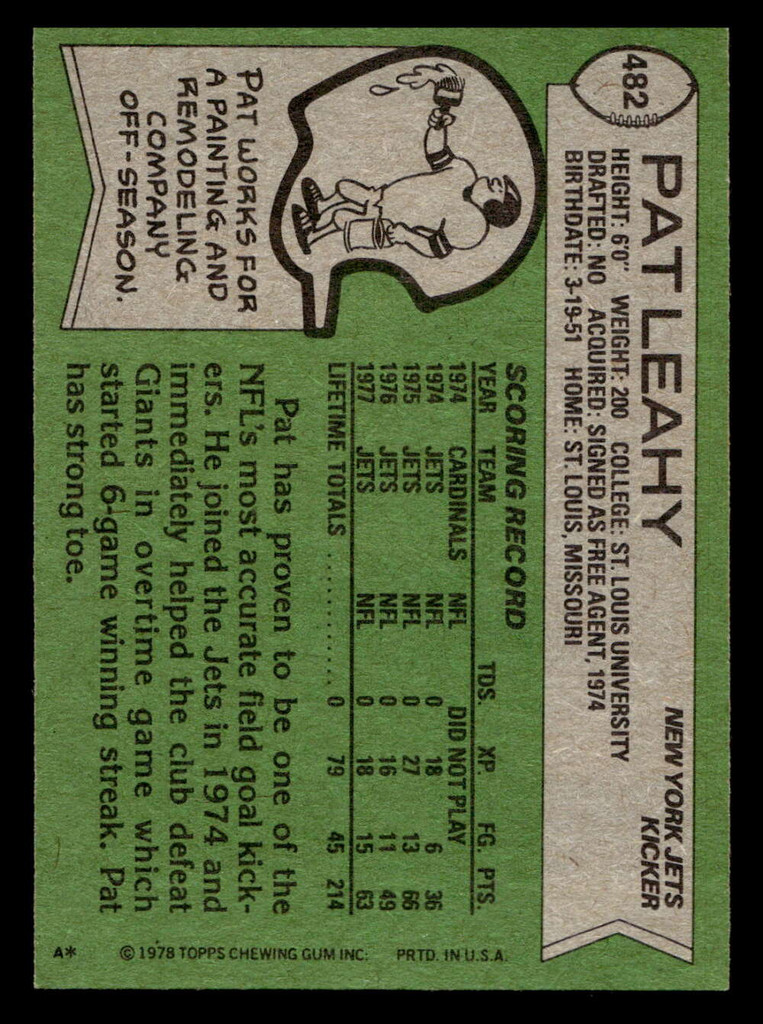 482
PAT LEAHY
NEW YORK JETS
KICKER
HEIGHT: 6'0" WEIGHT: 200 COLLEGE: ST. LOUIS UNIVERSITY
DRAFTED: NO ACQUIRED: SIGNED AS FREE AGENT, 1974
BIRTHDATE: 3-19-51 HOME: ST. LOUIS, MISSOURI
PAT WORKS FOR
A PAINTING AND
REMODELING
COMPANY
OFF-SEASON.
SCORING RECORD
YEAR TEAM TDS. XP. FG. PTS.
1974 CARDINALS NFL DID NOT PLAY
1974 JETS NFL 0 18 6 36
1975 JETS NFL 0 27 13 66
1976 JETS NFL 0 16 11 49
1977 JETS NFL 0 18 15 63
LIFETIME TOTALS ........... 0 79 45 214
Pat has proven to be one of the
NFL's most accurate field goal kick-
ers. He joined the Jets in 1974 and
immediately helped the club defeat
Giants in overtime game which
started 6-game winning streak. Pat
has strong toe.
A* © 1978 TOPPS CHEWING GUM INC. PRTD. IN U.S.A.